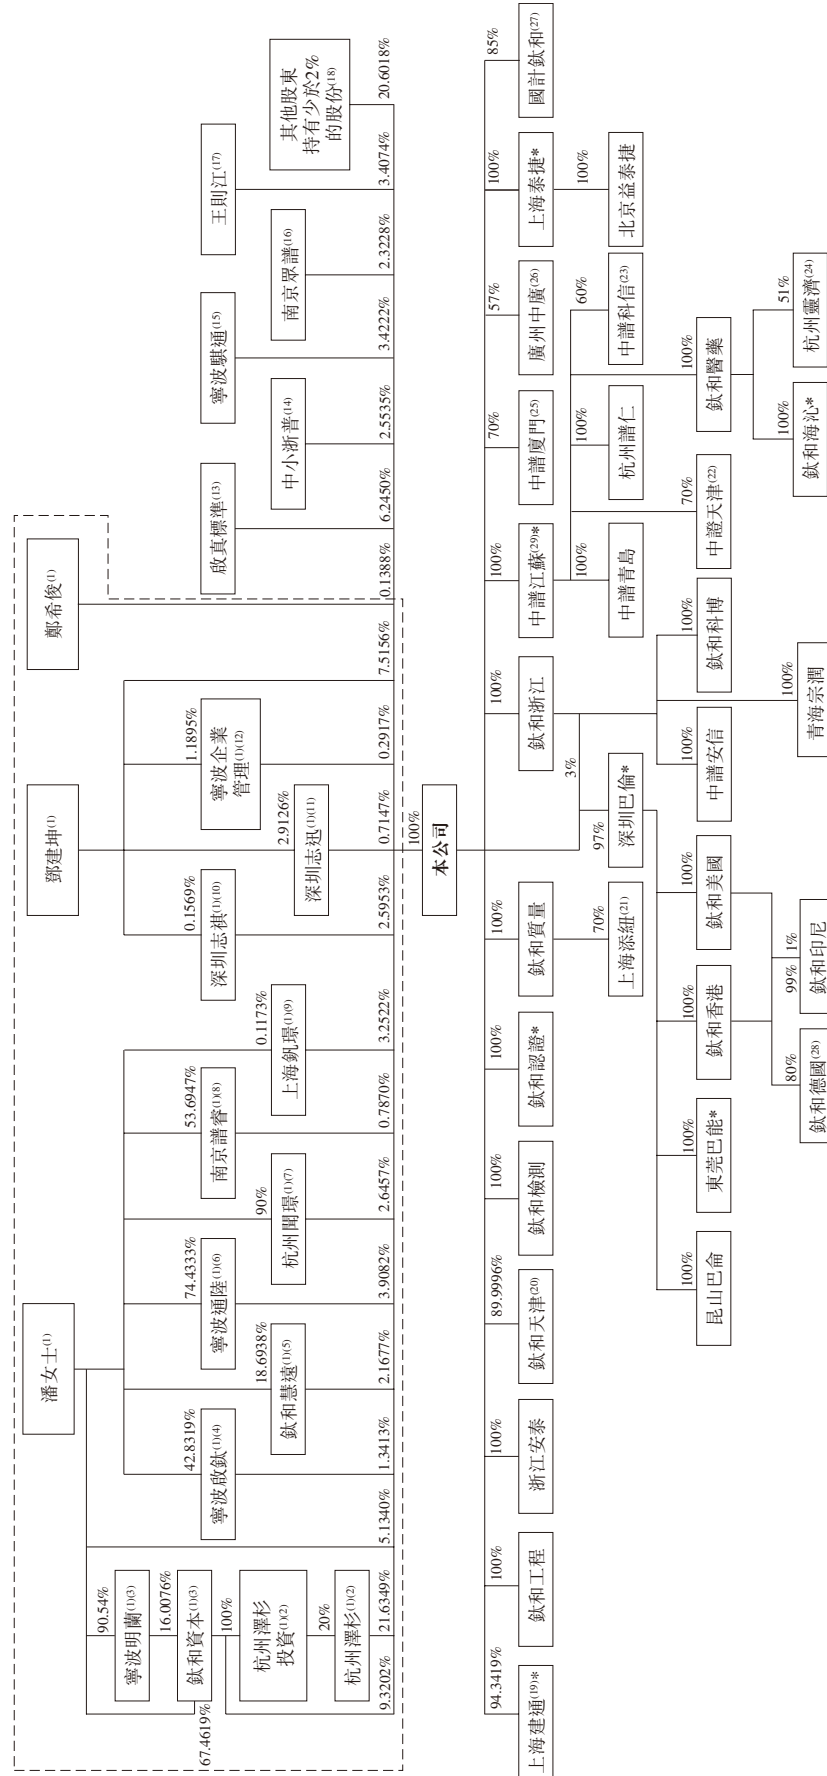 潘女士(1)
鄧建坤(1)
鄭希俊(1)
90.54%
寧波明蘭(1)(3)
16.0076%
67.4619%
鈦和資本(1)(3)
100%
杭州澤杉
投資(1)(2)
20%
杭州澤杉(1)(2)
9.3202%
21.6349%
5.1340%
42.8319%
寧波啟鈦(1)(4)
1.3413%
18.6938%
鈦和慧遠(1)(5)
2.1677%
74.4333%
寧波通陸(1)(6)
3.9082%
90%
杭州聞璟(1)(7)
2.6457%
53.6947%
南京譜睿(1)(8)
0.7870%
0.1173%
上海釩璟(1)(9)
3.2522%
0.1569%
深圳志祺(1)(10)
2.5953%
2.9126%
深圳志迅(1)(11)
0.7147%
1.1895%
寧波企業
管理(1)(12)
0.2917%
7.5156%
0.1388%
啟真標準(13)
6.2450%
中小浙普(14)
2.5535%
寧波騏通(15)
3.4222%
南京眾譜(16)
2.3228%
王則江(17)
3.4074%
其他股東
持有少於2%
的股份(18)
20.6018%
100%
本公司
94.3419%
上海建通(19)*
100%
鈦和工程
100%
浙江安泰
89.9996%
鈦和天津(20)
100%
鈦和檢測
100%
鈦和認證*
100%
鈦和質量
70%
上海添紐(21)
97%
3%
深圳巴倫*
100%
鈦和浙江
100%
中譜江蘇(29)*
70%
中譜廈門(25)
57%
廣州中廣(26)
100%
上海泰捷*
100%
北京益泰捷
85%
國計鈦和(27)
100%
昆山巴侖
100%
東莞巴能*
100%
鈦和香港
100%
鈦和美國
80%
鈦和德國(28)
99%
1%
鈦和印尼
100%
中譜安信
100%
青海宗潤
100%
鈦和科博
100%
中譜青島
70%
中證天津(22)
100%
杭州譜仁
100%
鈦和醫藥
60%
中譜科信(23)
100%
鈦和海沁*
51%
杭州靈濟(24)